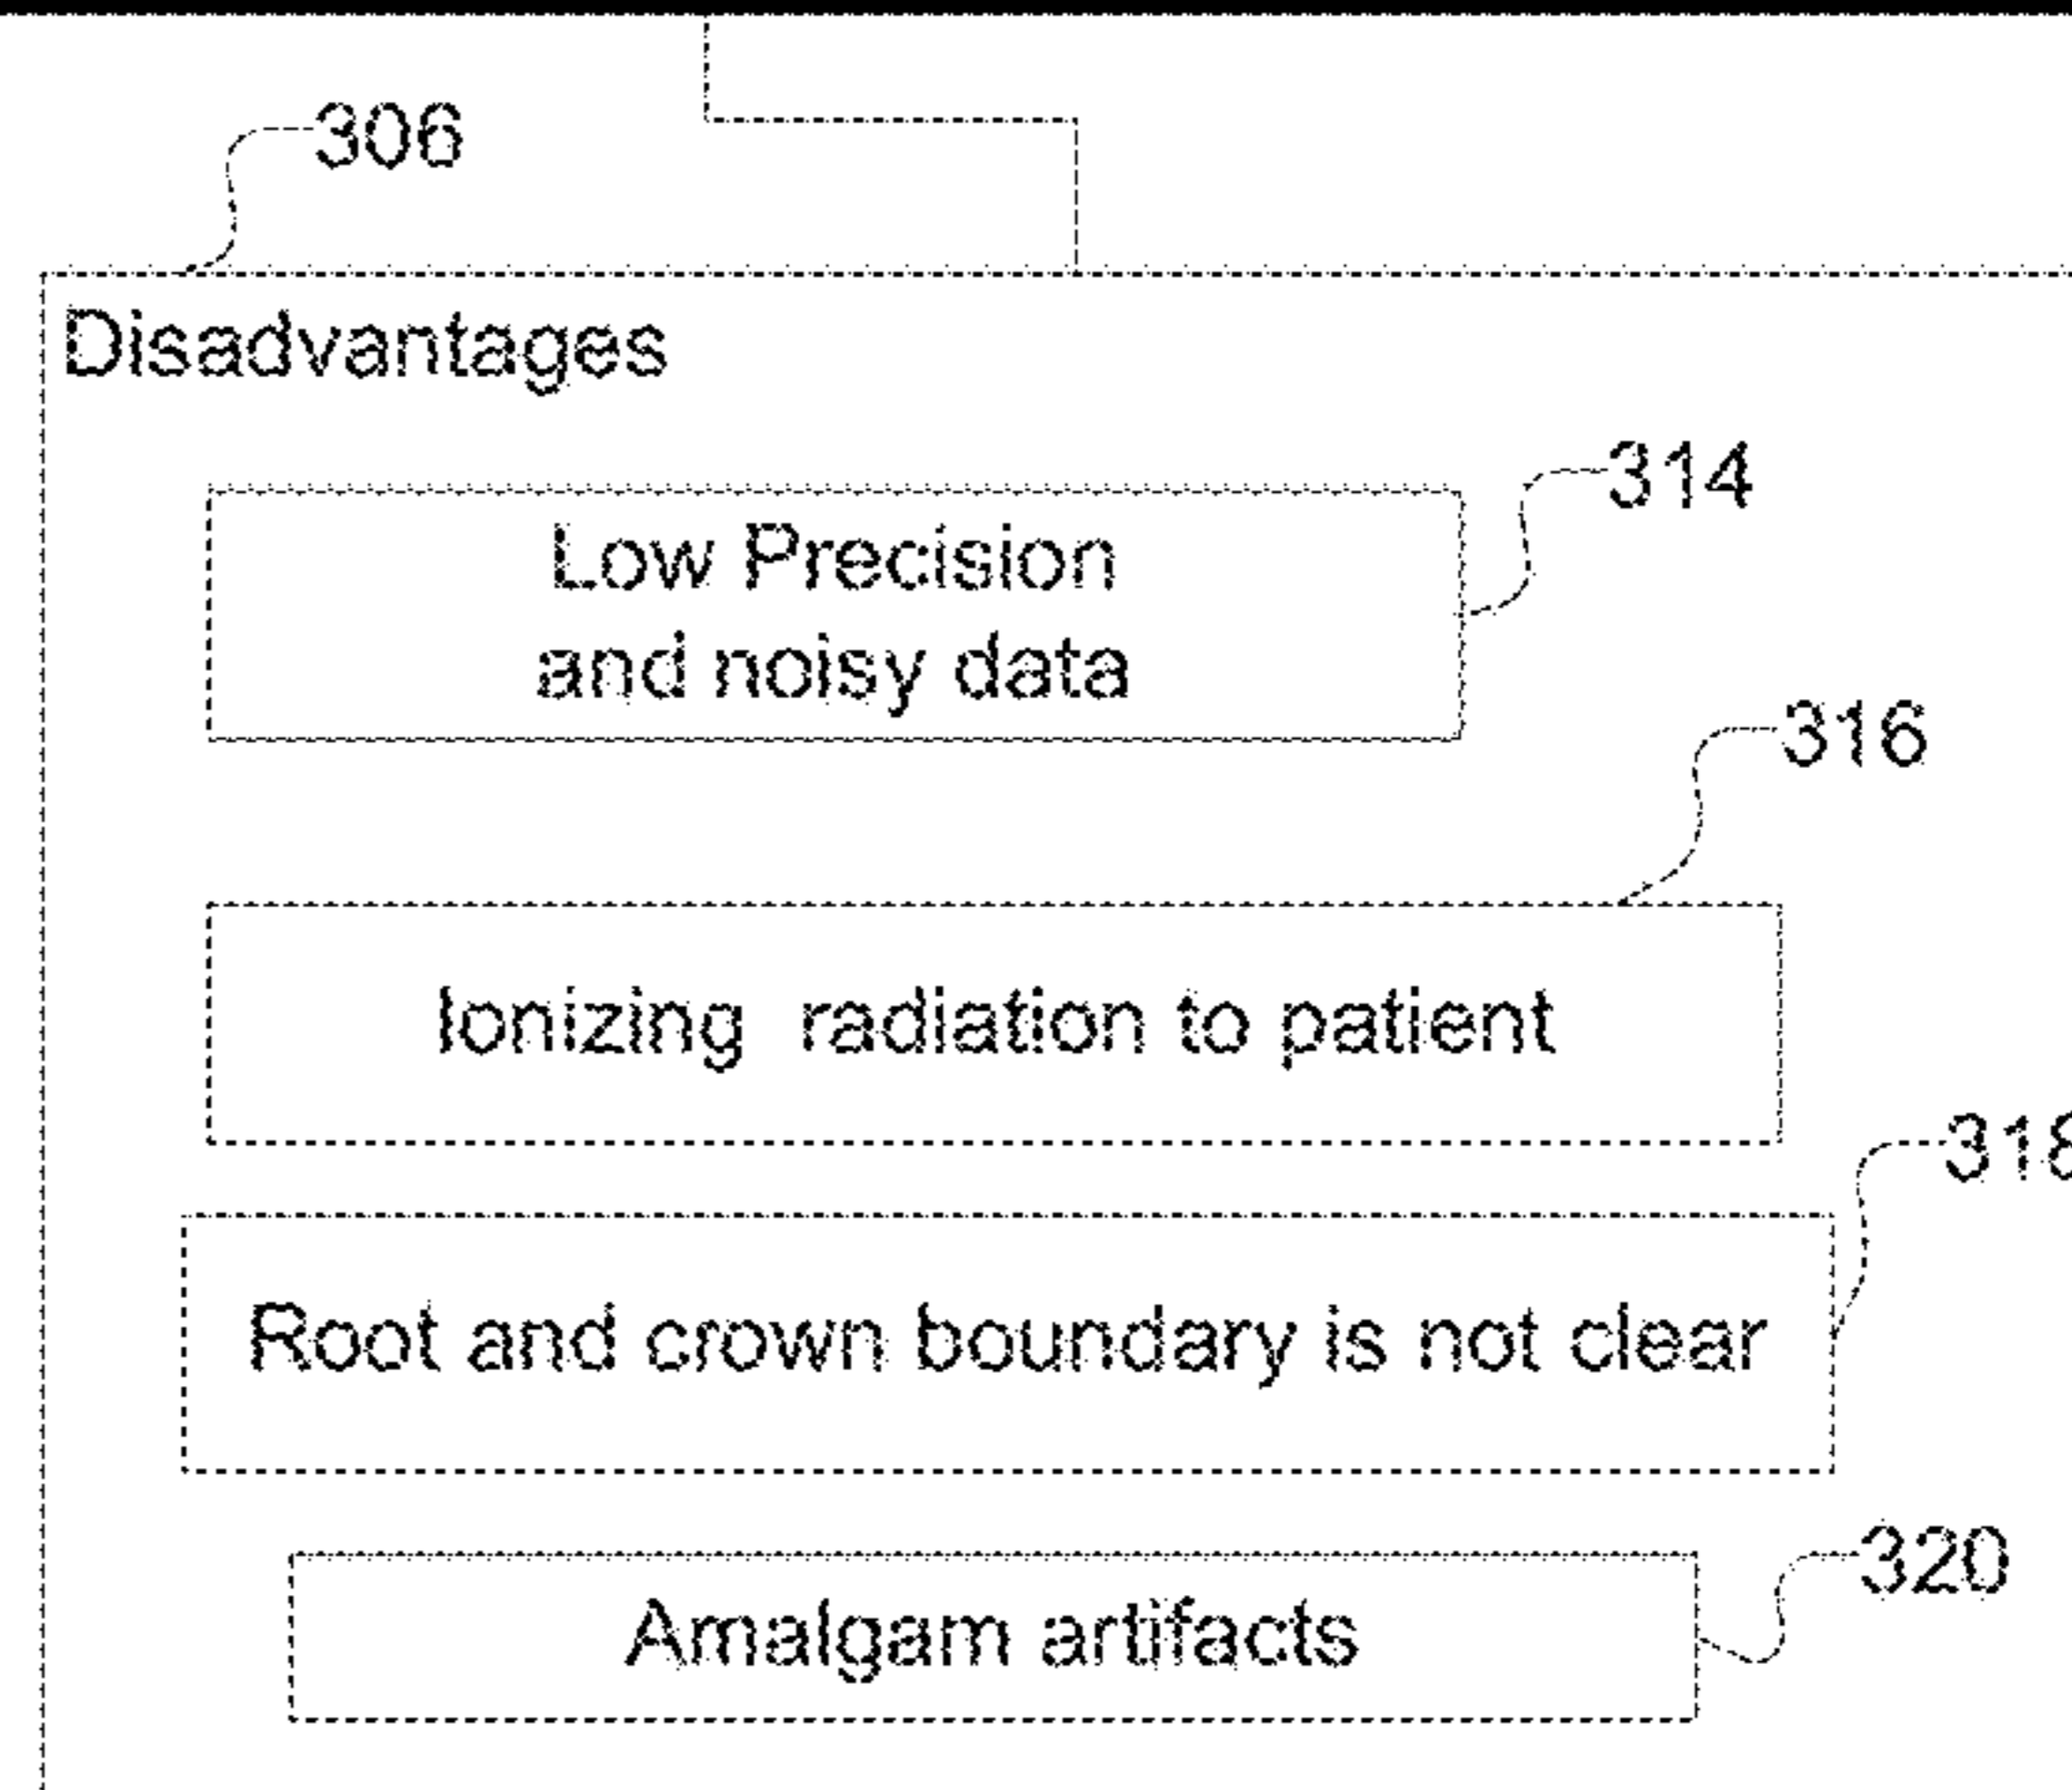 306
Disadvantages
314
Low Precision
and noisy data
316
Ionizing radiation to patient
318
Root and crown boundary is not clear
320
Amalgam artifacts